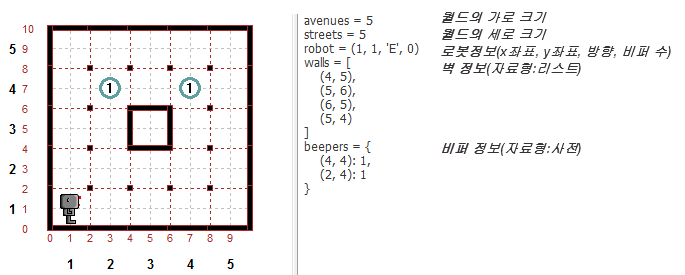 10
5 9
8
4 7 1 1
6
3 5
4
2 3
2
1 1
0
0 1 2 3 4 5 6 7 8 9
1 2 3 4 5
avenues = 5 월드의 가로 크기
streets = 5 월드의 세로 크기
robot = (1, 1, 'E', 0) 로봇정보(x좌표, y좌표, 방향, 비퍼 수)
walls = [ 벽 정보(자료형:리스트)
(4, 5),
(5, 6),
(6, 5),
(5, 4)
]
beepers = { 비퍼 정보(자료형:사전)
(4, 4): 1,
(2, 4): 1
}